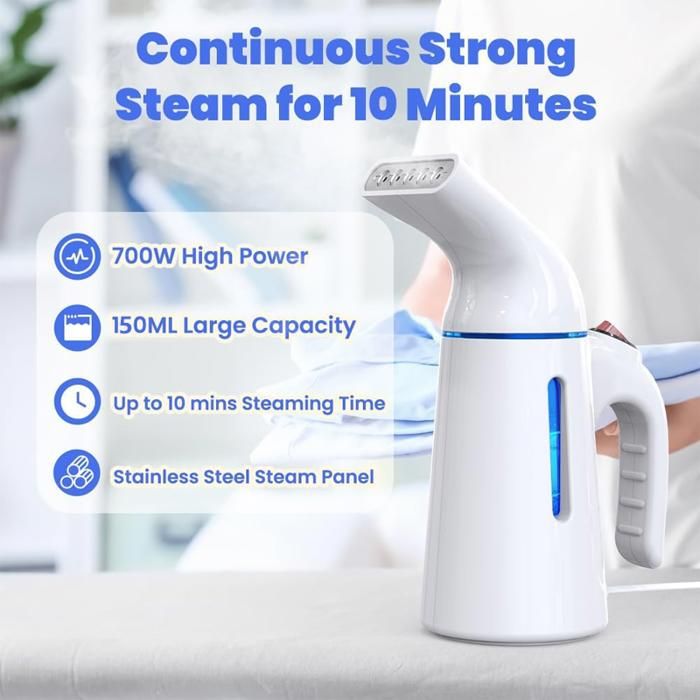 Continuous Strong
Steam for 10 Minutes
700W High Power
150ML Large Capacity
Up to 10 mins Steaming Time
Stainless Steel Steam Panel